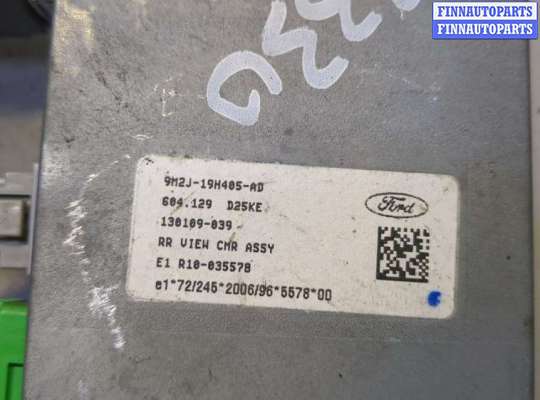 FINNAUTOPARTS
FINNAUTOPARTS
9M2J-19H405-AD
604.129 D25KE.
130109-039
RR VIEW CMR ASSY
E1 R10-035578
e1*72/245*2006/96*5578*00
Ford